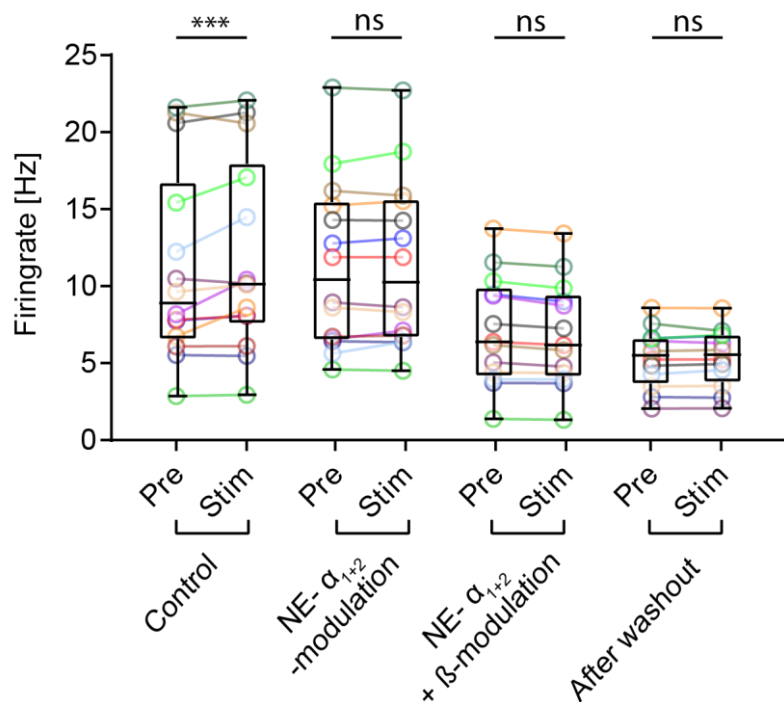 *** ns ns ns
Firingrate [Hz]
25
20
15
10
5
0
Pre Stim Pre Stim Pre Stim Pre Stim
Control
NE- α1+2
-modulation
NE- α1+2
+ ß-modulation
After washout